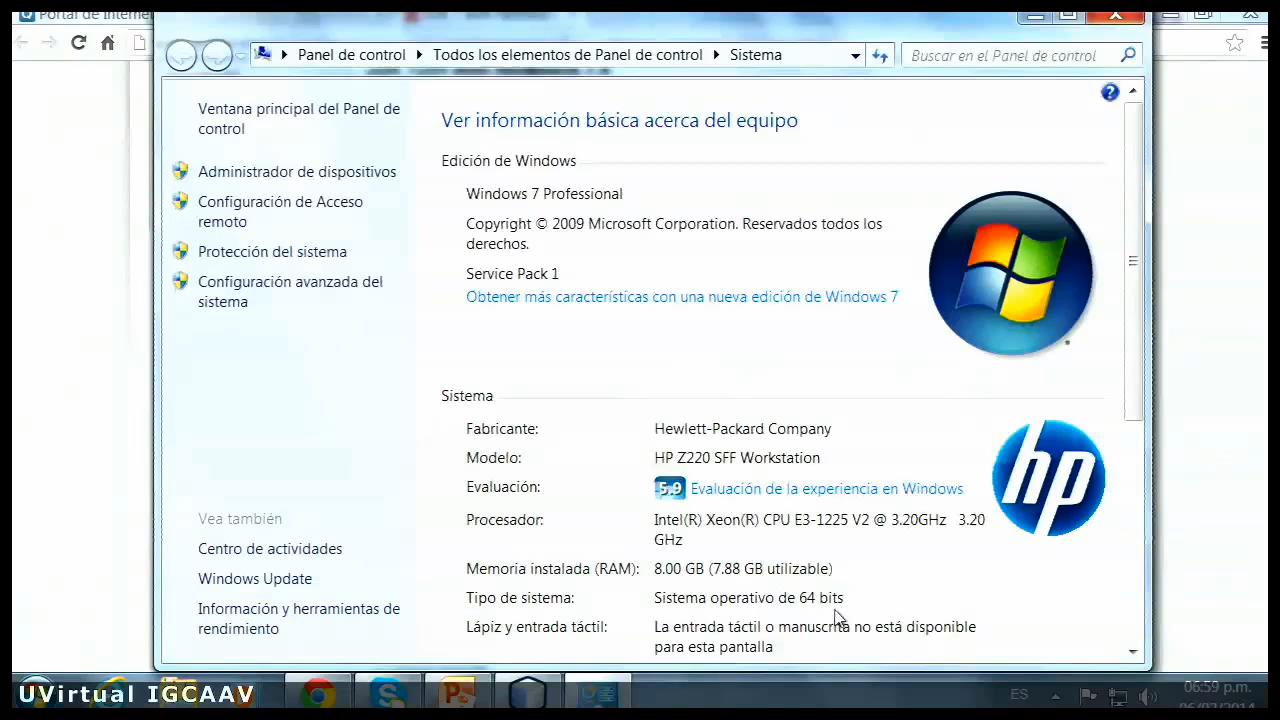 Portal de Internet
Panel de control
Todos los elementos de Panel de control
Sistema
Buscar en el Panel de control
Ventana principal del Panel de
control
Administrador de dispositivos
Configuración de Acceso
remoto
Protección del sistema
Configuración avanzada del
sistema
Vea también
Centro de actividades
Windows Update
Información y herramientas de
rendimiento
Ver información básica acerca del equipo
Edición de Windows
Windows 7 Professional
Copyright © 2009 Microsoft Corporation. Reservados todos los
derechos.
Service Pack 1
Obtener más características con una nueva edición de Windows 7
Sistema
Fabricante: Hewlett-Packard Company
Modelo: HP Z220 SFF Workstation
Evaluación: 5.9 Evaluación de la experiencia en Windows
Procesador: Intel(R) Xeon(R) CPU E3-1225 V2 @ 3.20GHz 3.20
GHz
Memoria instalada (RAM): 8.00 GB (7.88 GB utilizable)
Tipo de sistema: Sistema operativo de 64 bits
Lápiz y entrada táctil: La entrada táctil o manuscrita no está disponible
para esta pantalla
hp
UVirtual IGCAAV
ES
06:59 p.m.